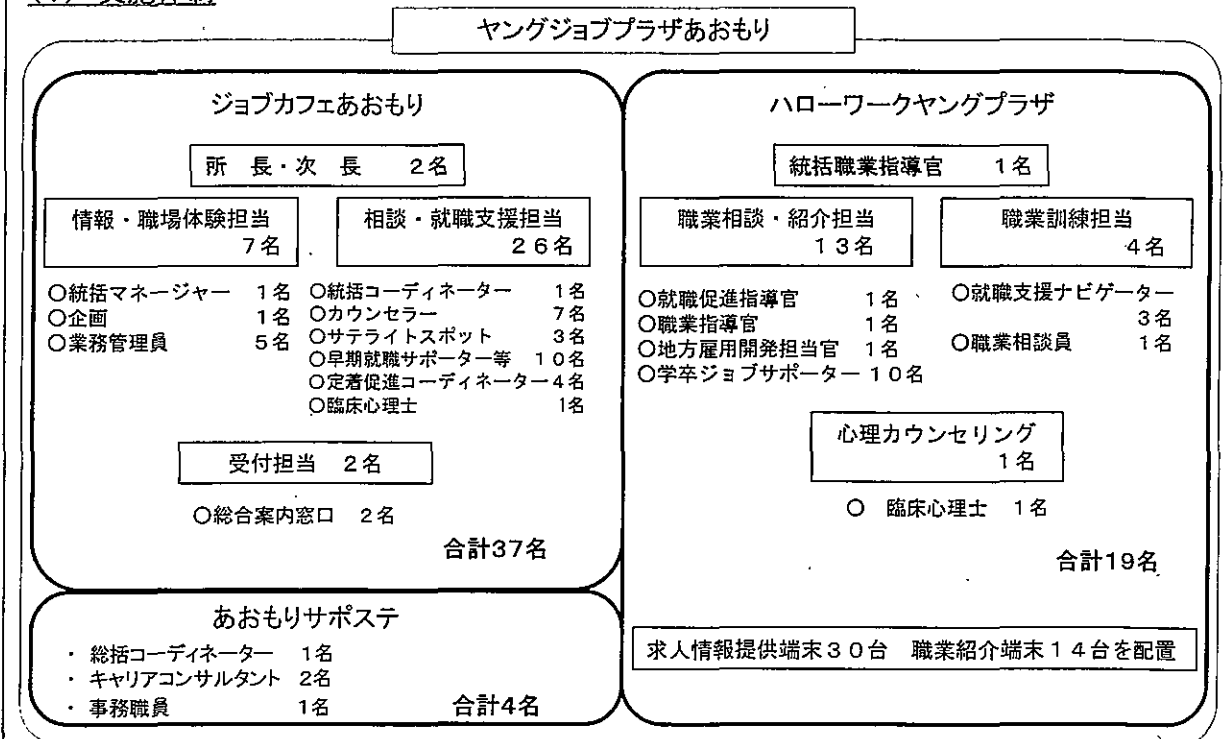 ヤングジョブプラザあおもり
ジョブカフェあおもり
所 長・次 長 2名
情報・職場体験担当
7名
相談・就職支援担当
26名
○統括マネージャー 1名
○企画 1名
○業務管理員 5名
○統括コーディネーター 1名
○カウンセラー 7名
○サテライトスポット 3名
○早期就職サポーター等 10名
○定着促進コーディネーター4名
○臨床心理士 1名
受付担当 2名
○総合案内窓口 2名
合計37名
あおもりサポステ
・ 総括コーディネーター 1名
・ キャリアコンサルタント 2名
・ 事務職員 1名
合計4名
ハローワークヤングプラザ
統括職業指導官 1名
職業相談・紹介担当
13名
職業訓練担当
4名
○就職促進指導官 1名
○職業指導官 1名
○地方雇用開発担当官 1名
○学卒ジョブサポーター 10名
○就職支援ナビゲーター
3名
○職業相談員 1名
心理カウンセリング
1名
○ 臨床心理士 1名
合計19名
求人情報提供端末30台 職業紹介端末14台を配置